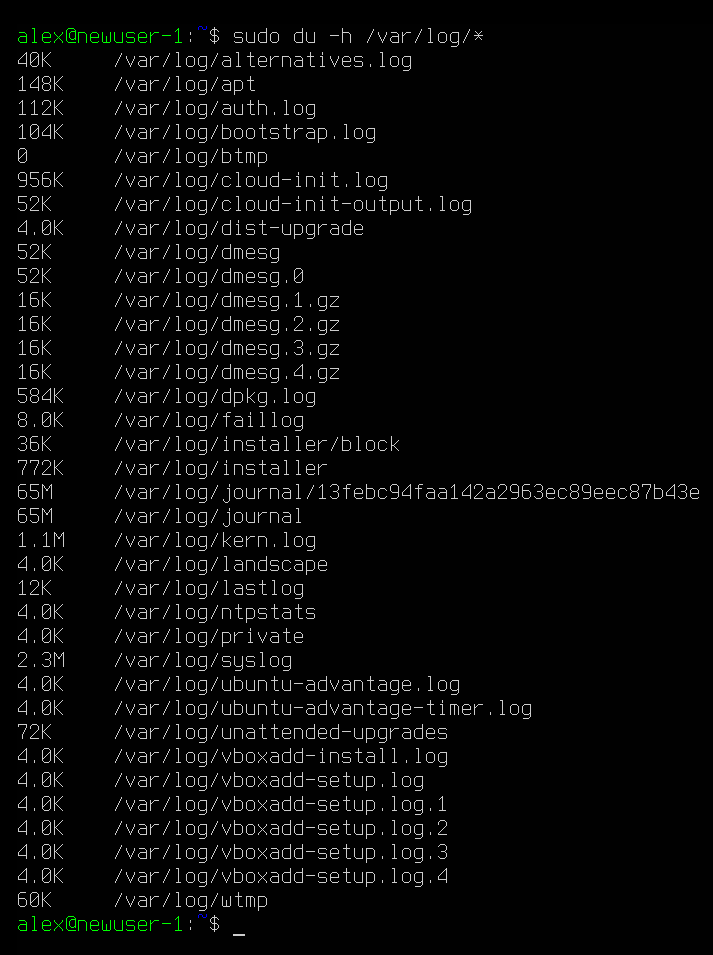 alex@newuser-1:~$ sudo du -h /var/log/*
40K     /var/log/alternatives.log
148K    /var/log/apt
112K    /var/log/auth.log
104K    /var/log/bootstrap.log
0       /var/log/btmp
956K    /var/log/cloud-init.log
52K     /var/log/cloud-init-output.log
4.0K    /var/log/dist-upgrade
52K     /var/log/dmesg
52K     /var/log/dmesg.0
16K     /var/log/dmesg.1.gz
16K     /var/log/dmesg.2.gz
16K     /var/log/dmesg.3.gz
16K     /var/log/dmesg.4.gz
584K    /var/log/dpkg.log
8.0K    /var/log/faillog
36K     /var/log/installer/block
772K    /var/log/installer
65M     /var/log/journal/13febc94faa142a2963ec89eec87b43e
65M     /var/log/journal
1.1M    /var/log/kern.log
4.0K    /var/log/landscape
12K     /var/log/lastlog
4.0K    /var/log/ntpstats
4.0K    /var/log/private
2.3M    /var/log/syslog
4.0K    /var/log/ubuntu-advantage.log
4.0K    /var/log/ubuntu-advantage-timer.log
72K     /var/log/unattended-upgrades
4.0K    /var/log/vboxadd-install.log
4.0K    /var/log/vboxadd-setup.log
4.0K    /var/log/vboxadd-setup.log.1
4.0K    /var/log/vboxadd-setup.log.2
4.0K    /var/log/vboxadd-setup.log.3
4.0K    /var/log/vboxadd-setup.log.4
60K     /var/log/wtmp
alex@newuser-1:~$ _